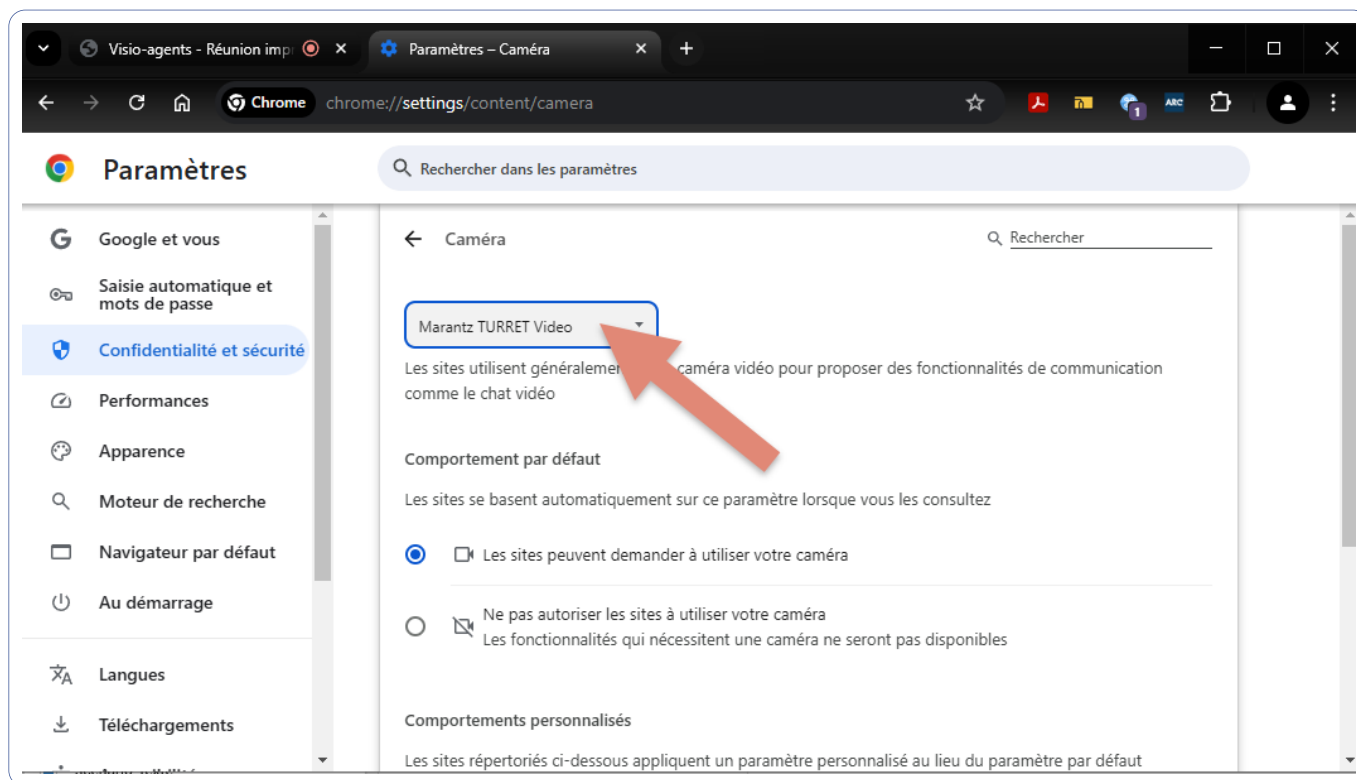 Visio-agents - Réunion imp
Paramètres – Caméra
Chrome
chrome://settings/content/camera
1
ARC
Paramètres
Rechercher dans les paramètres
Google et vous
Saisie automatique et
mots de passe
Confidentialité et sécurité
Performances
Apparence
Moteur de recherche
Navigateur par défaut
Au démarrage
Langues
Téléchargements
Caméra
Rechercher
Marantz TURRET Video
Les sites utilisent généralemen caméra vidéo pour proposer des fonctionnalités de communication
comme le chat vidéo
Comportement par défaut
Les sites se basent automatiquement sur ce paramètre lorsque vous les consultez
Les sites peuvent demander à utiliser votre caméra
Ne pas autoriser les sites à utiliser votre caméra
Les fonctionnalités qui nécessitent une caméra ne seront pas disponibles
Comportements personnalisés
Les sites répertoriés ci-dessous appliquent un paramètre personnalisé au lieu du paramètre par défaut